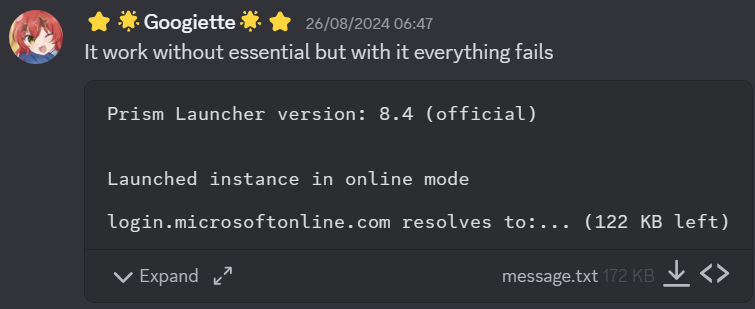 ⭐ 🌟 Googiette 🌟 ⭐ 26/08/2024 06:47
It work without essential but with it everything fails
Prism Launcher version: 8.4 (official)
Launched instance in online mode
login.microsoftonline.com resolves to:... (122 KB left)
Expand message.txt 172 KB